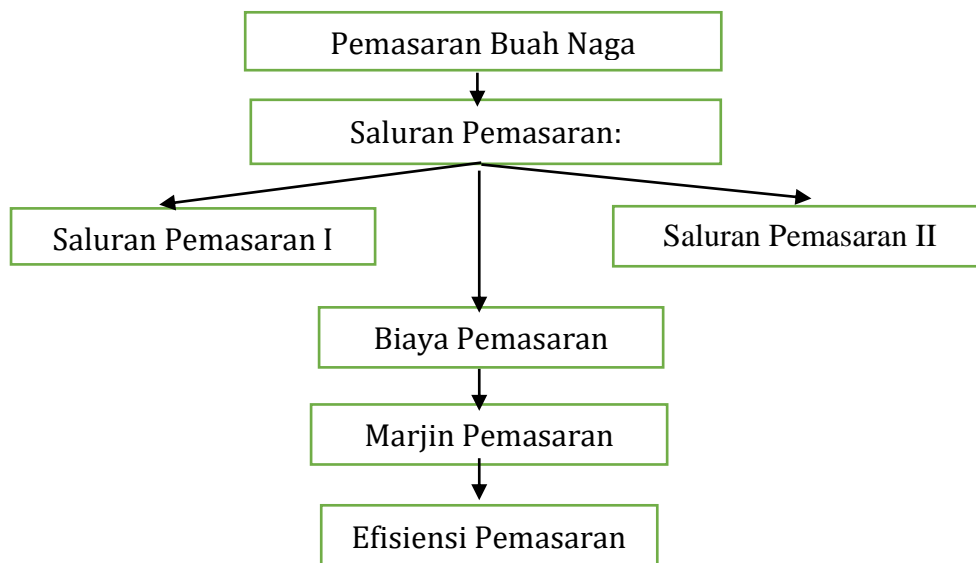 Pemasaran Buah Naga
Saluran Pemasaran:
Saluran Pemasaran I
Saluran Pemasaran II
Biaya Pemasaran
Marjin Pemasaran
Efisiensi Pemasaran